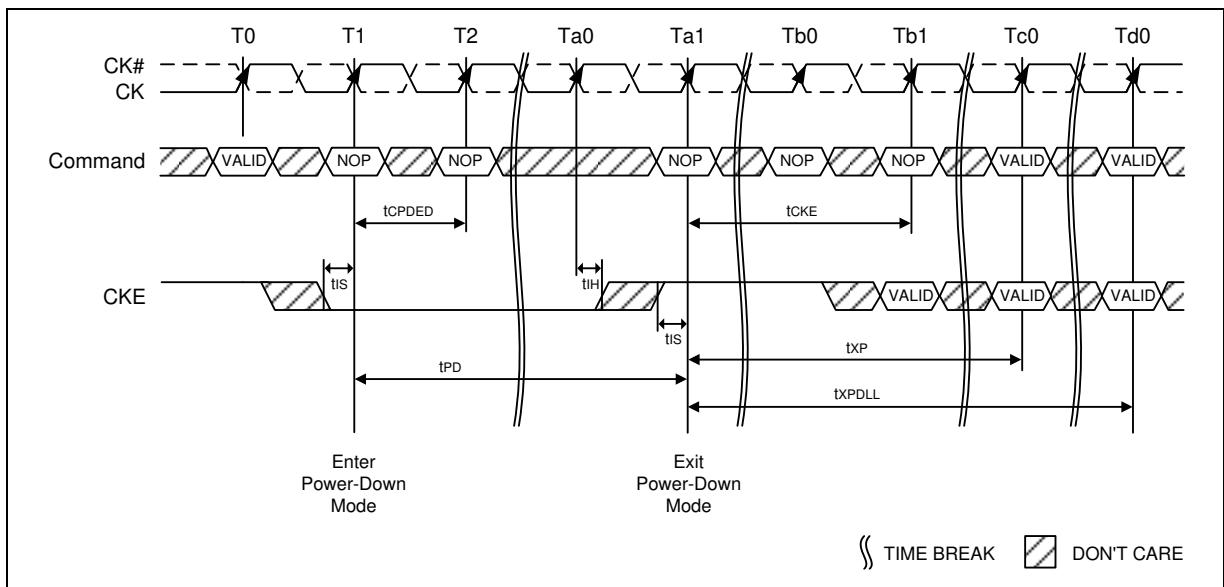 T0 T1 T2 Ta0 Ta1 Tb0 Tb1 Tc0 Td0
CK#
CK
Command VALID NOP NOP NOP NOP NOP VALID VALID
tCPDED tCKE
tIS tIH
CKE VALID VALID VALID
tIS
tXP
tPD
tXPDLL
Enter
Power-Down
Mode
Exit
Power-Down
Mode
TIME BREAK DON'T CARE